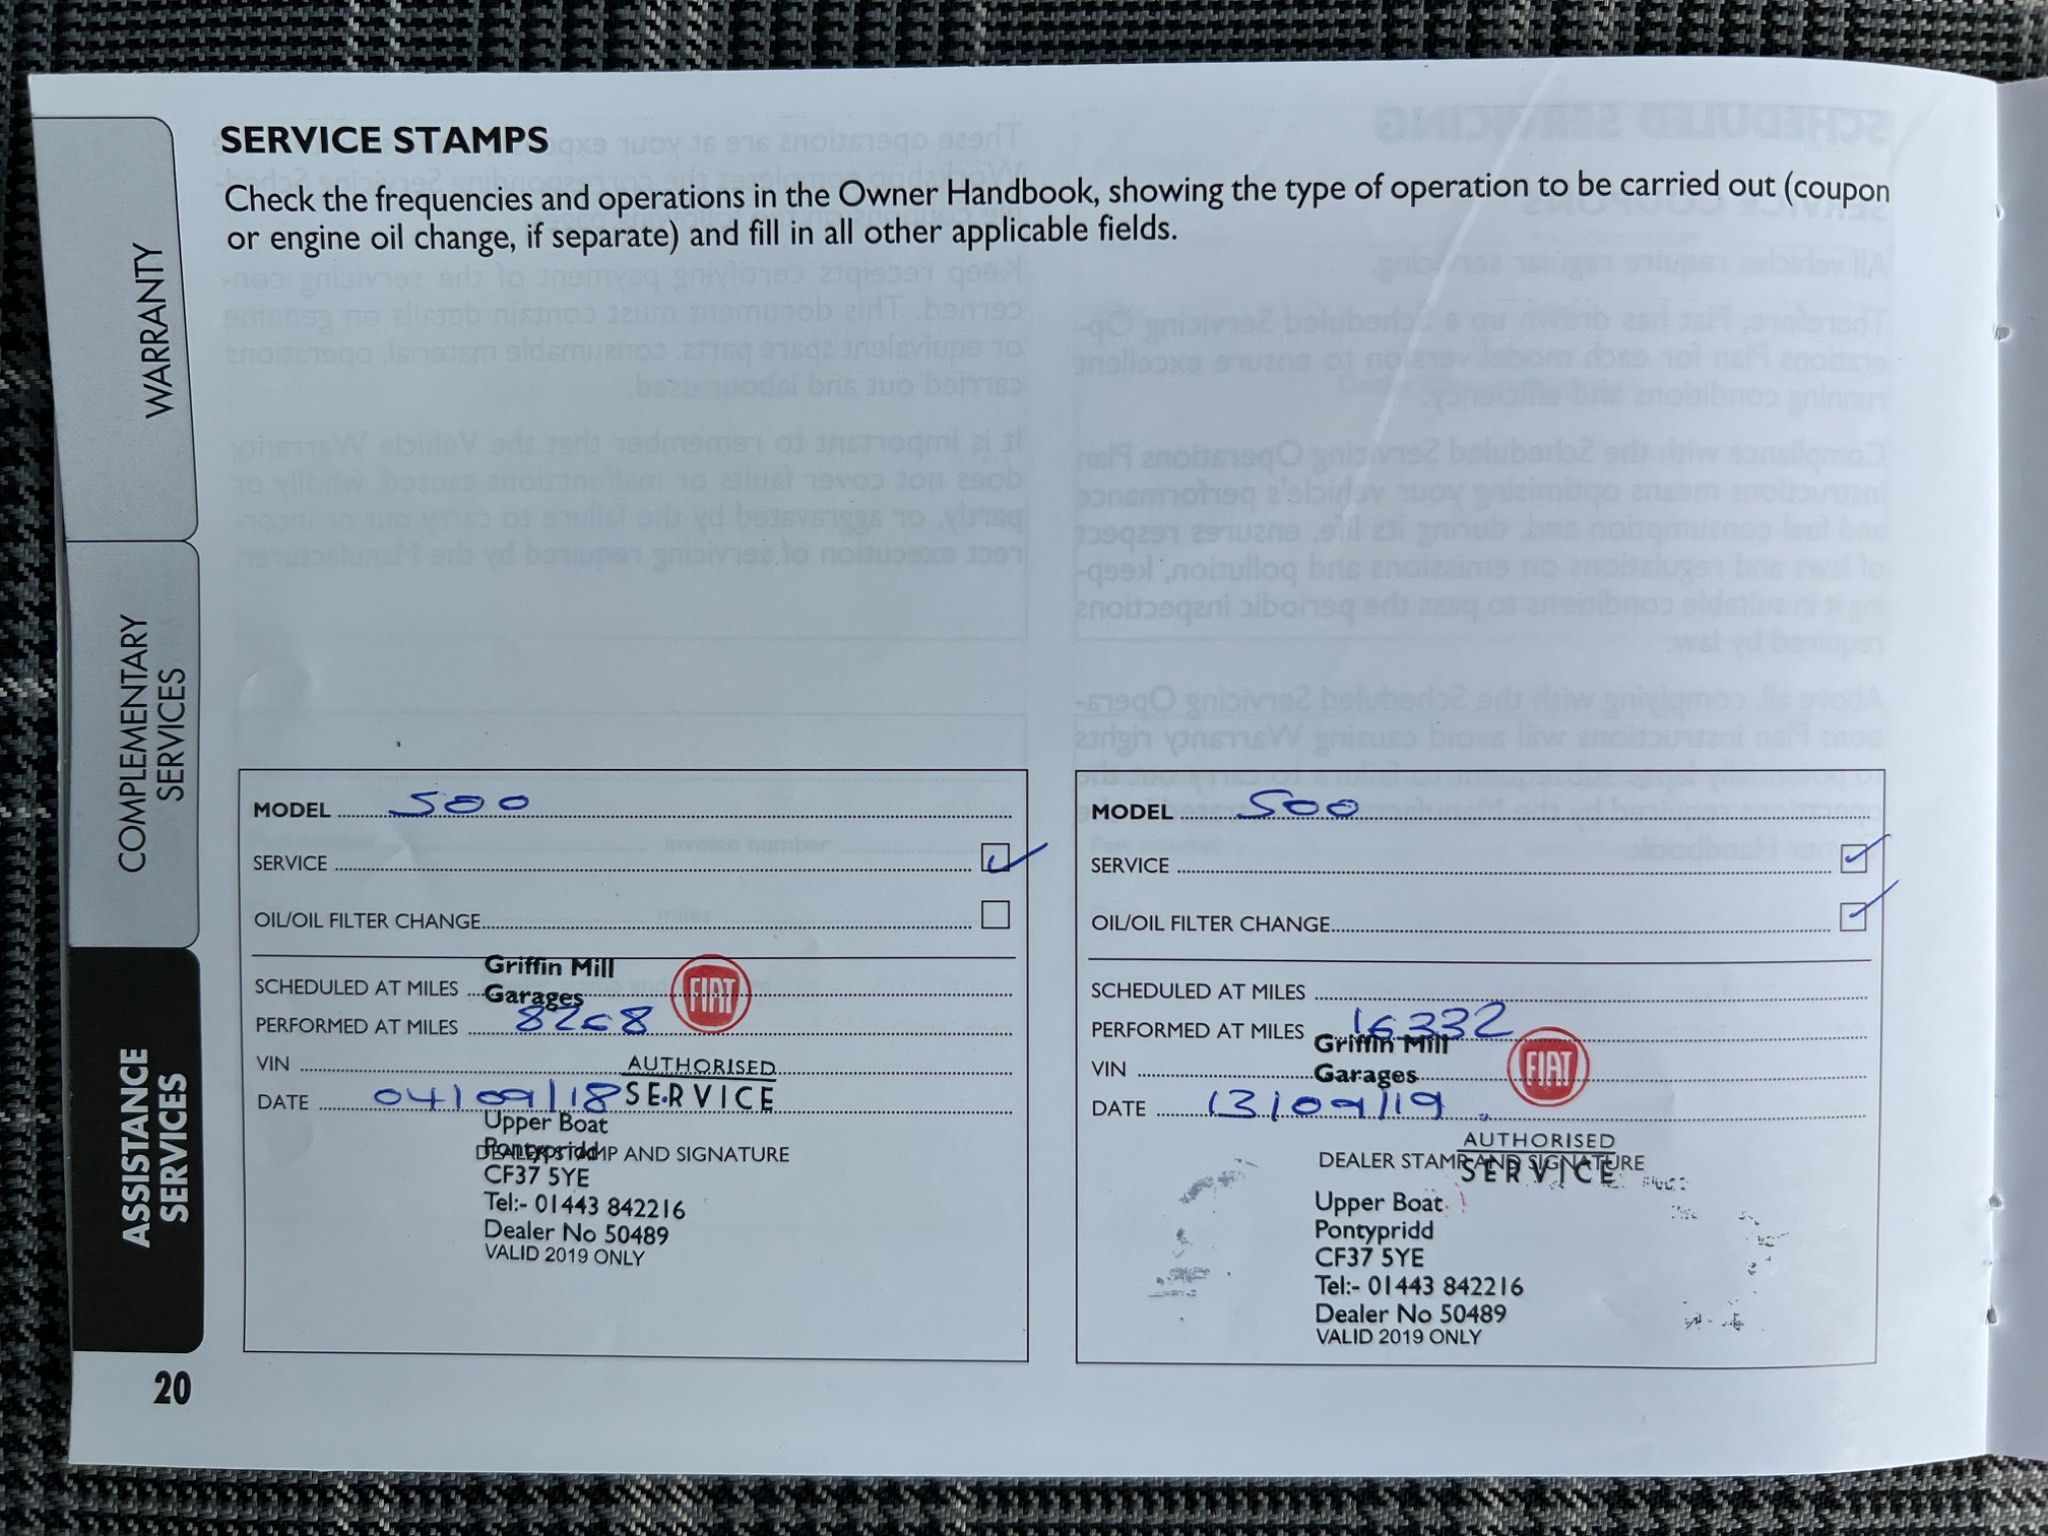 SERVICE STAMPS
Check the frequencies and operations in the Owner Handbook, showing the type of operation to be carried out (coupon
or engine oil change, if separate) and fill in all other applicable fields.
WARRANTY
COMPLEMENTARY
SERVICES
ASSISTANCE
SERVICES
MODEL 500
SERVICE
OIL/OIL FILTER CHANGE
Griffin Mill
Garages
FIAT
SCHEDULED AT MILES
PERFORMED AT MILES 8268
VIN
AUTHORISED
SERVICE
DATE 04/09/18
Upper Boat
Pontypridd
DEALER STAMP AND SIGNATURE
CF37 5YE
Tel:- 01443 842216
Dealer No 50489
VALID 2019 ONLY
MODEL 500
SERVICE
OIL/OIL FILTER CHANGE
SCHEDULED AT MILES
PERFORMED AT MILES 16332
Griffin Mill
Garages
FIAT
VIN
DATE 13/09/19
AUTHORISED
SERVICE
DEALER STAMP AND SIGNATURE
Upper Boat
Pontypridd
CF37 5YE
Tel:- 01443 842216
Dealer No 50489
VALID 2019 ONLY
20